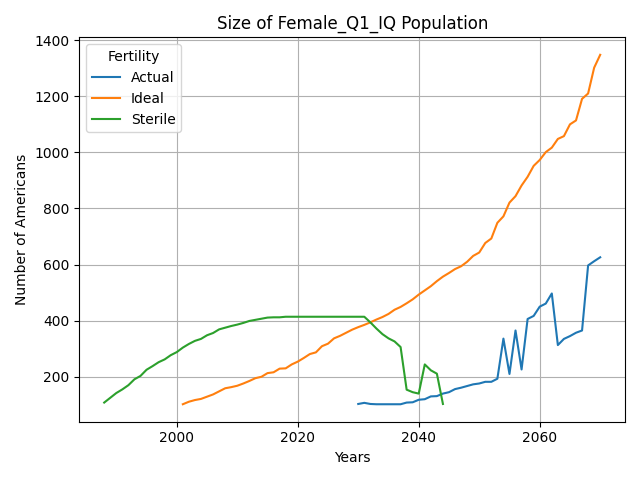 Size of Female_Q1_IQ Population
Fertility
Actual
Ideal
Sterile
Number of Americans
1400
1200
1000
800
600
400
200
2000 2020 2040 2060
Years